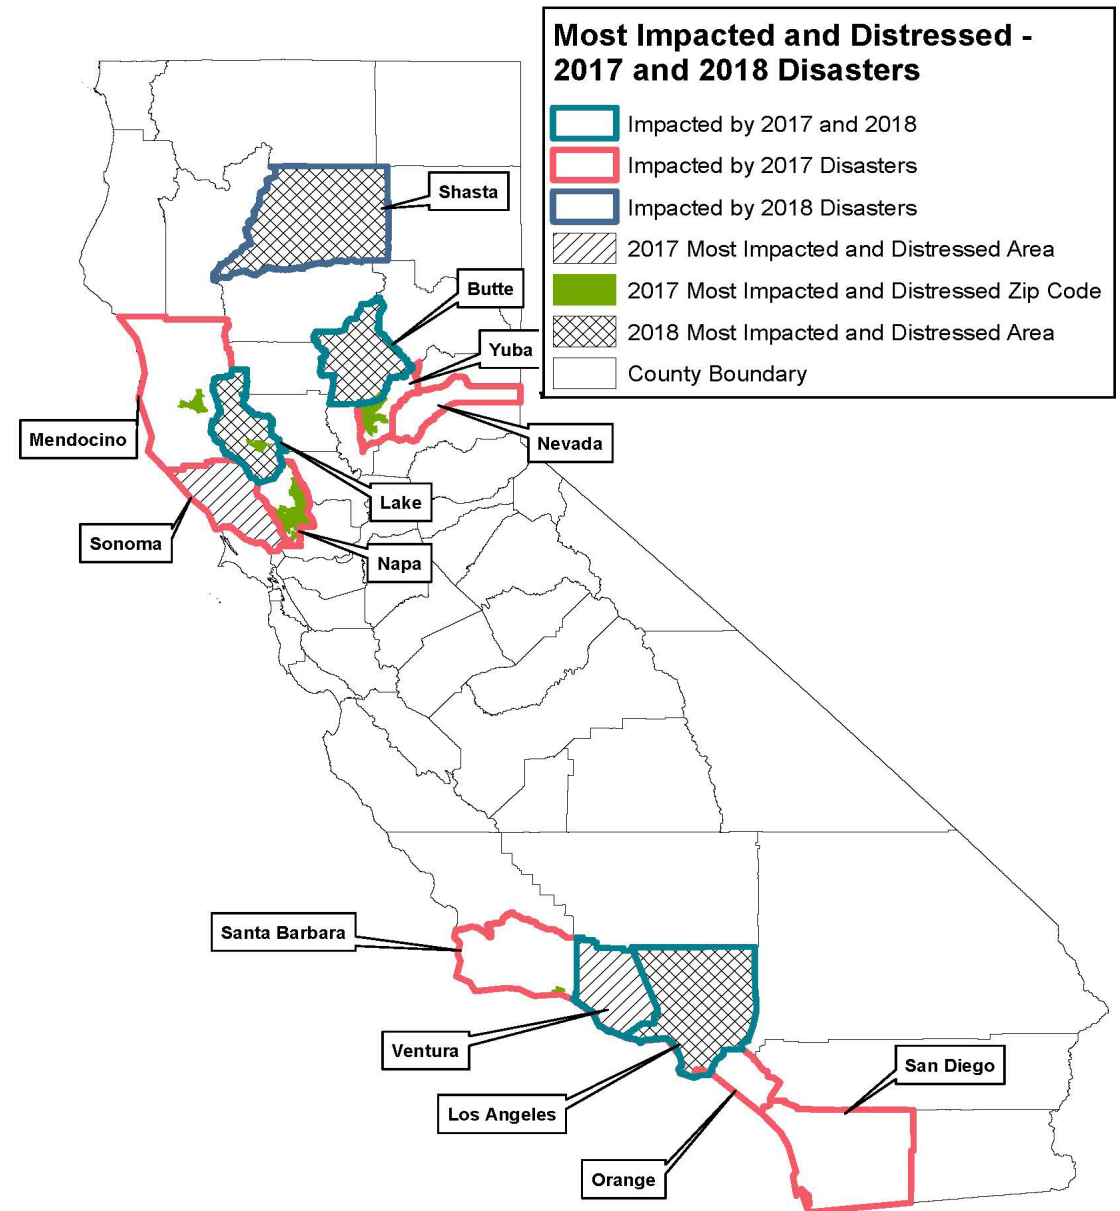 Most Impacted and Distressed -
2017 and 2018 Disasters
Impacted by 2017 and 2018
Impacted by 2017 Disasters
Impacted by 2018 Disasters
2017 Most Impacted and Distressed Area
2017 Most Impacted and Distressed Zip Code
2018 Most Impacted and Distressed Area
County Boundary
Shasta
Butte
Yuba
Nevada
Mendocino
Lake
Sonoma
Napa
Santa Barbara
Ventura
San Diego
Los Angeles
Orange